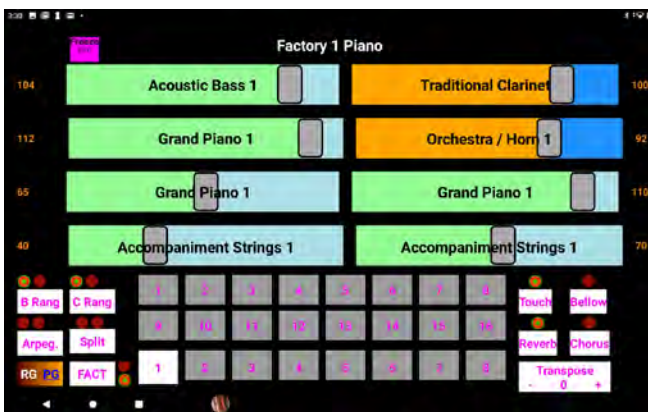 3:30
Factory 1 Piano
104 Acoustic Bass 1 Traditional Clarinet 100
112 Grand Piano 1 Orchestra / Horn 1 92
65 Grand Piano 1 Grand Piano 1 110
40 Accompaniment Strings 1 Accompaniment Strings 1 70
B Rang C Rang 1 2 3 4 5 6 7 8 Touch Bellow
9 10 11 12 13 14 15 16
Arpeg. Split Reverb Chorus
RG PG FACT 1 2 3 4 5 6 7 8 Transpose
- 0 +